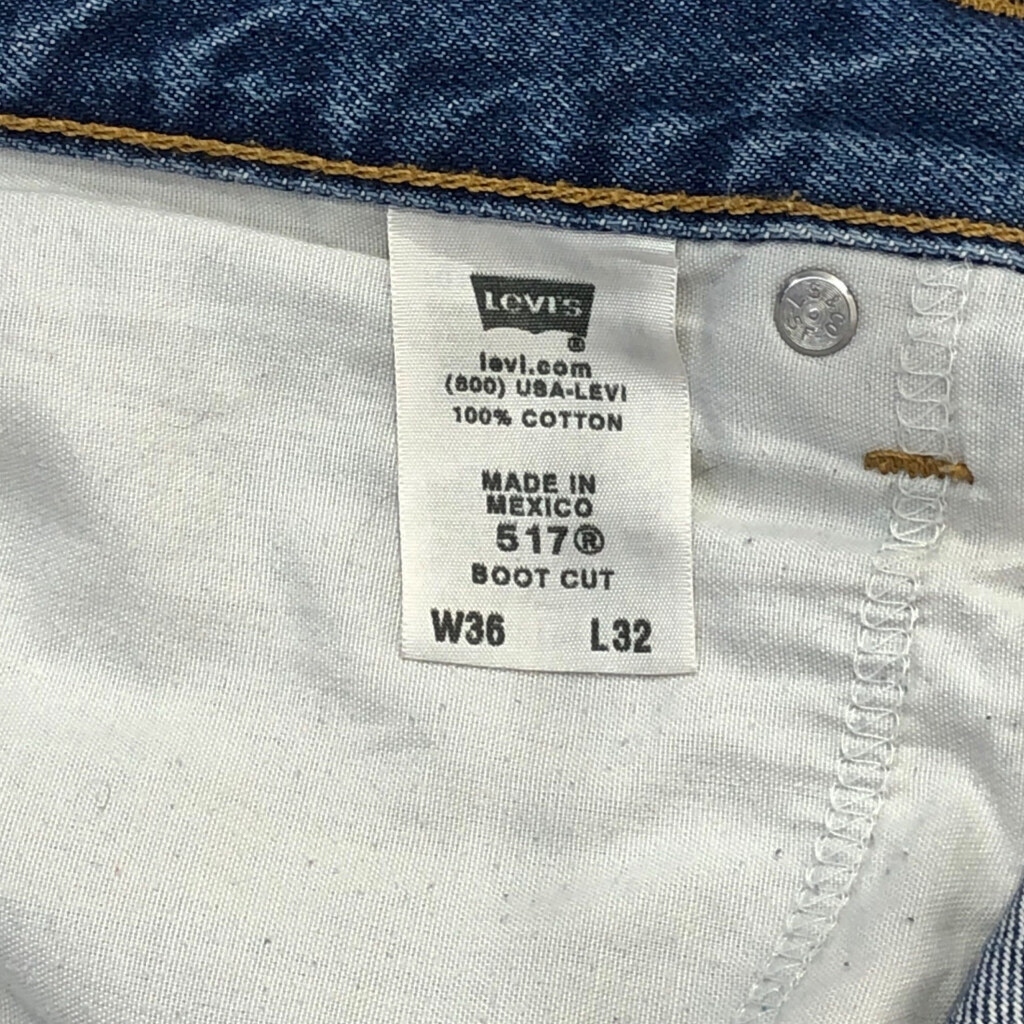 LEVI'S
®
levi.com
(800) USA-LEVI
100% COTTON
MADE IN
MEXICO
517®
BOOT CUT
W36 L32